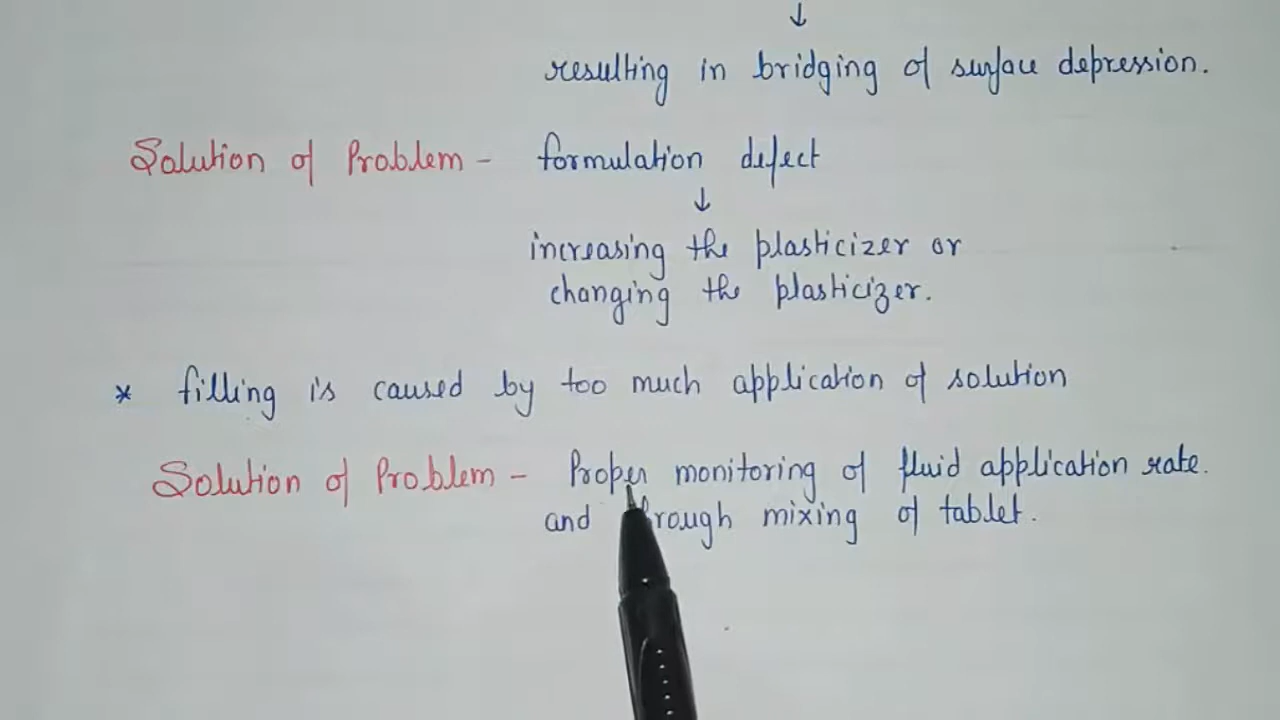 ↓
resulting in bridging of surface depression.
Solution of Problem - formulation defect
↓
increasing the plasticizer or
changing the plasticizer.
* filling is caused by too much application of solution
Solution of Problem - Proper monitoring of fluid application rate.
and through mixing of tablet.